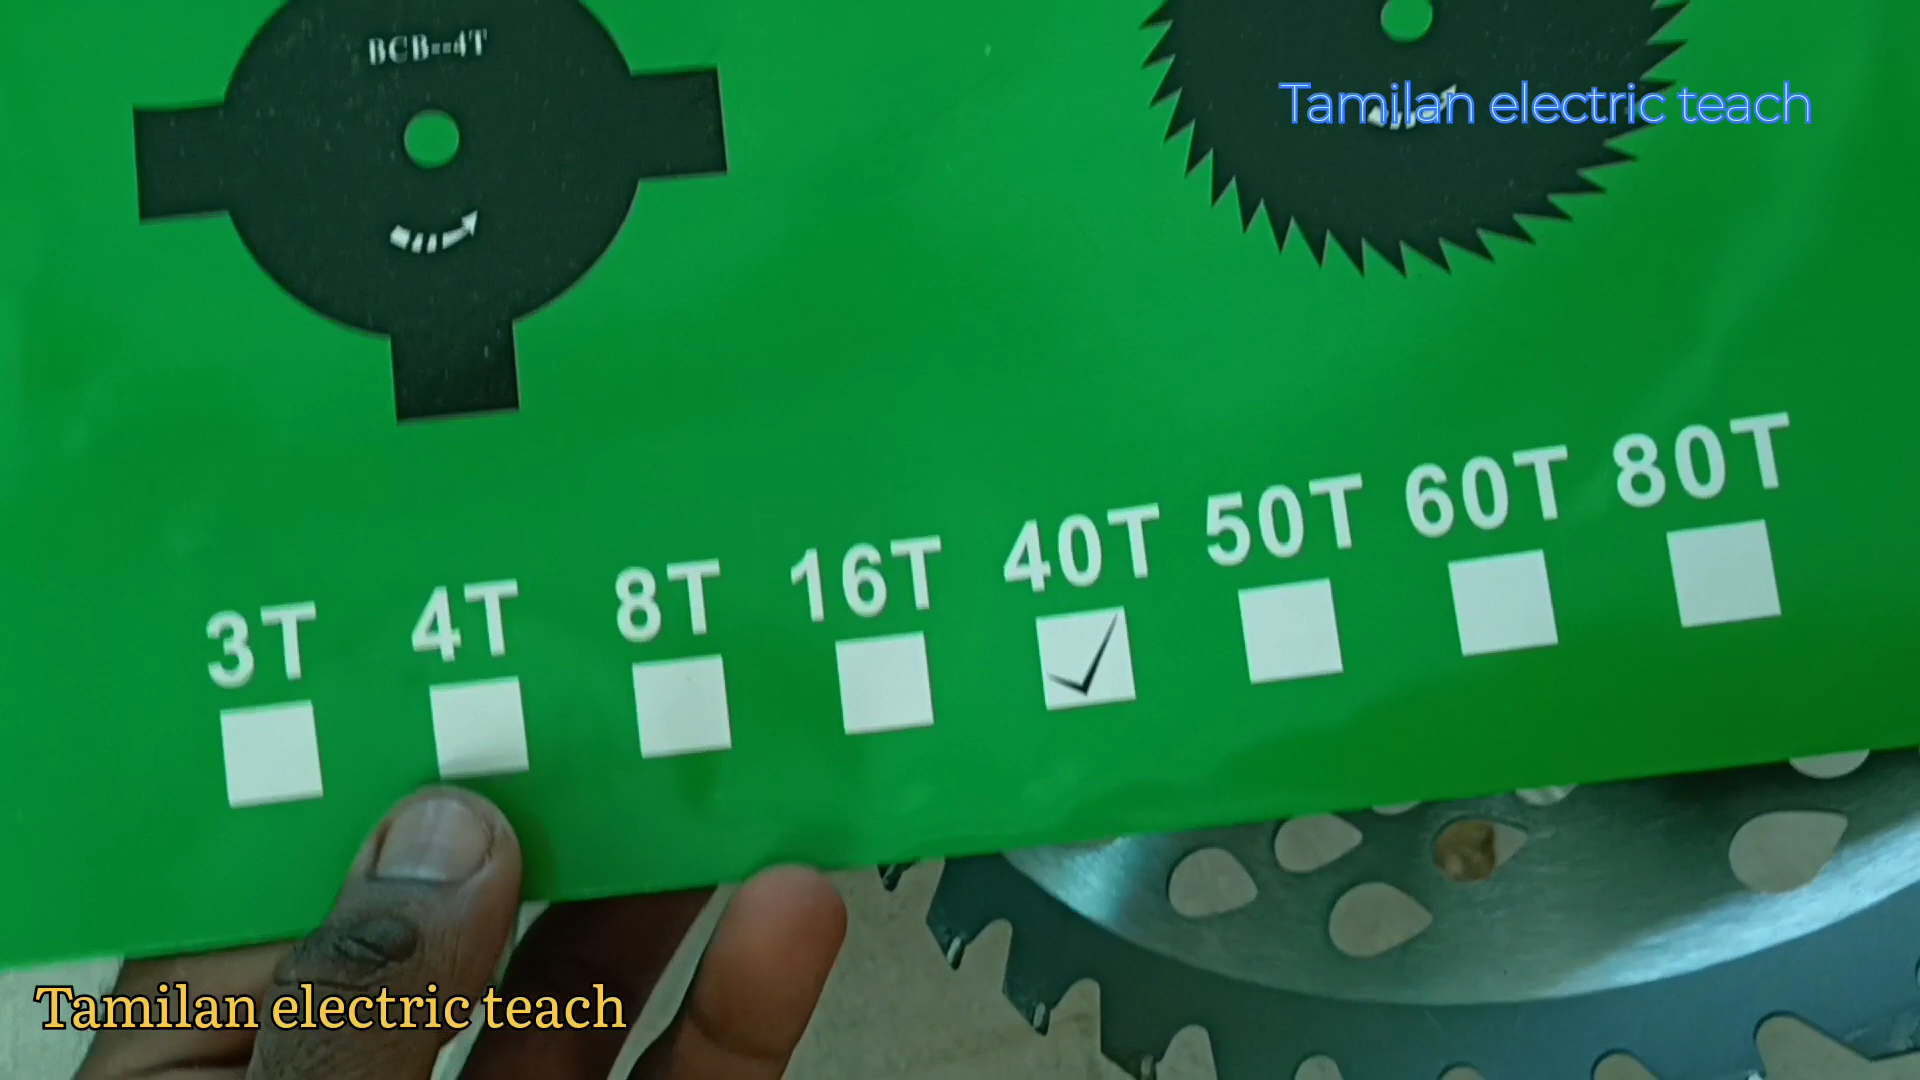 BCB--4T
Tamilan electric teach
3T 4T 8T 16T 40T 50T 60T 80T
Tamilan electric teach